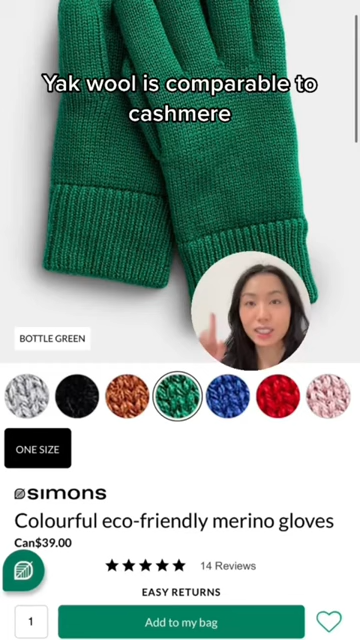 Yak wool is comparable to
cashmere
BOTTLE GREEN
ONE SIZE
SIMONS
Colourful eco-friendly merino gloves
Can$39.00
14 Reviews
EASY RETURNS
1
Add to my bag